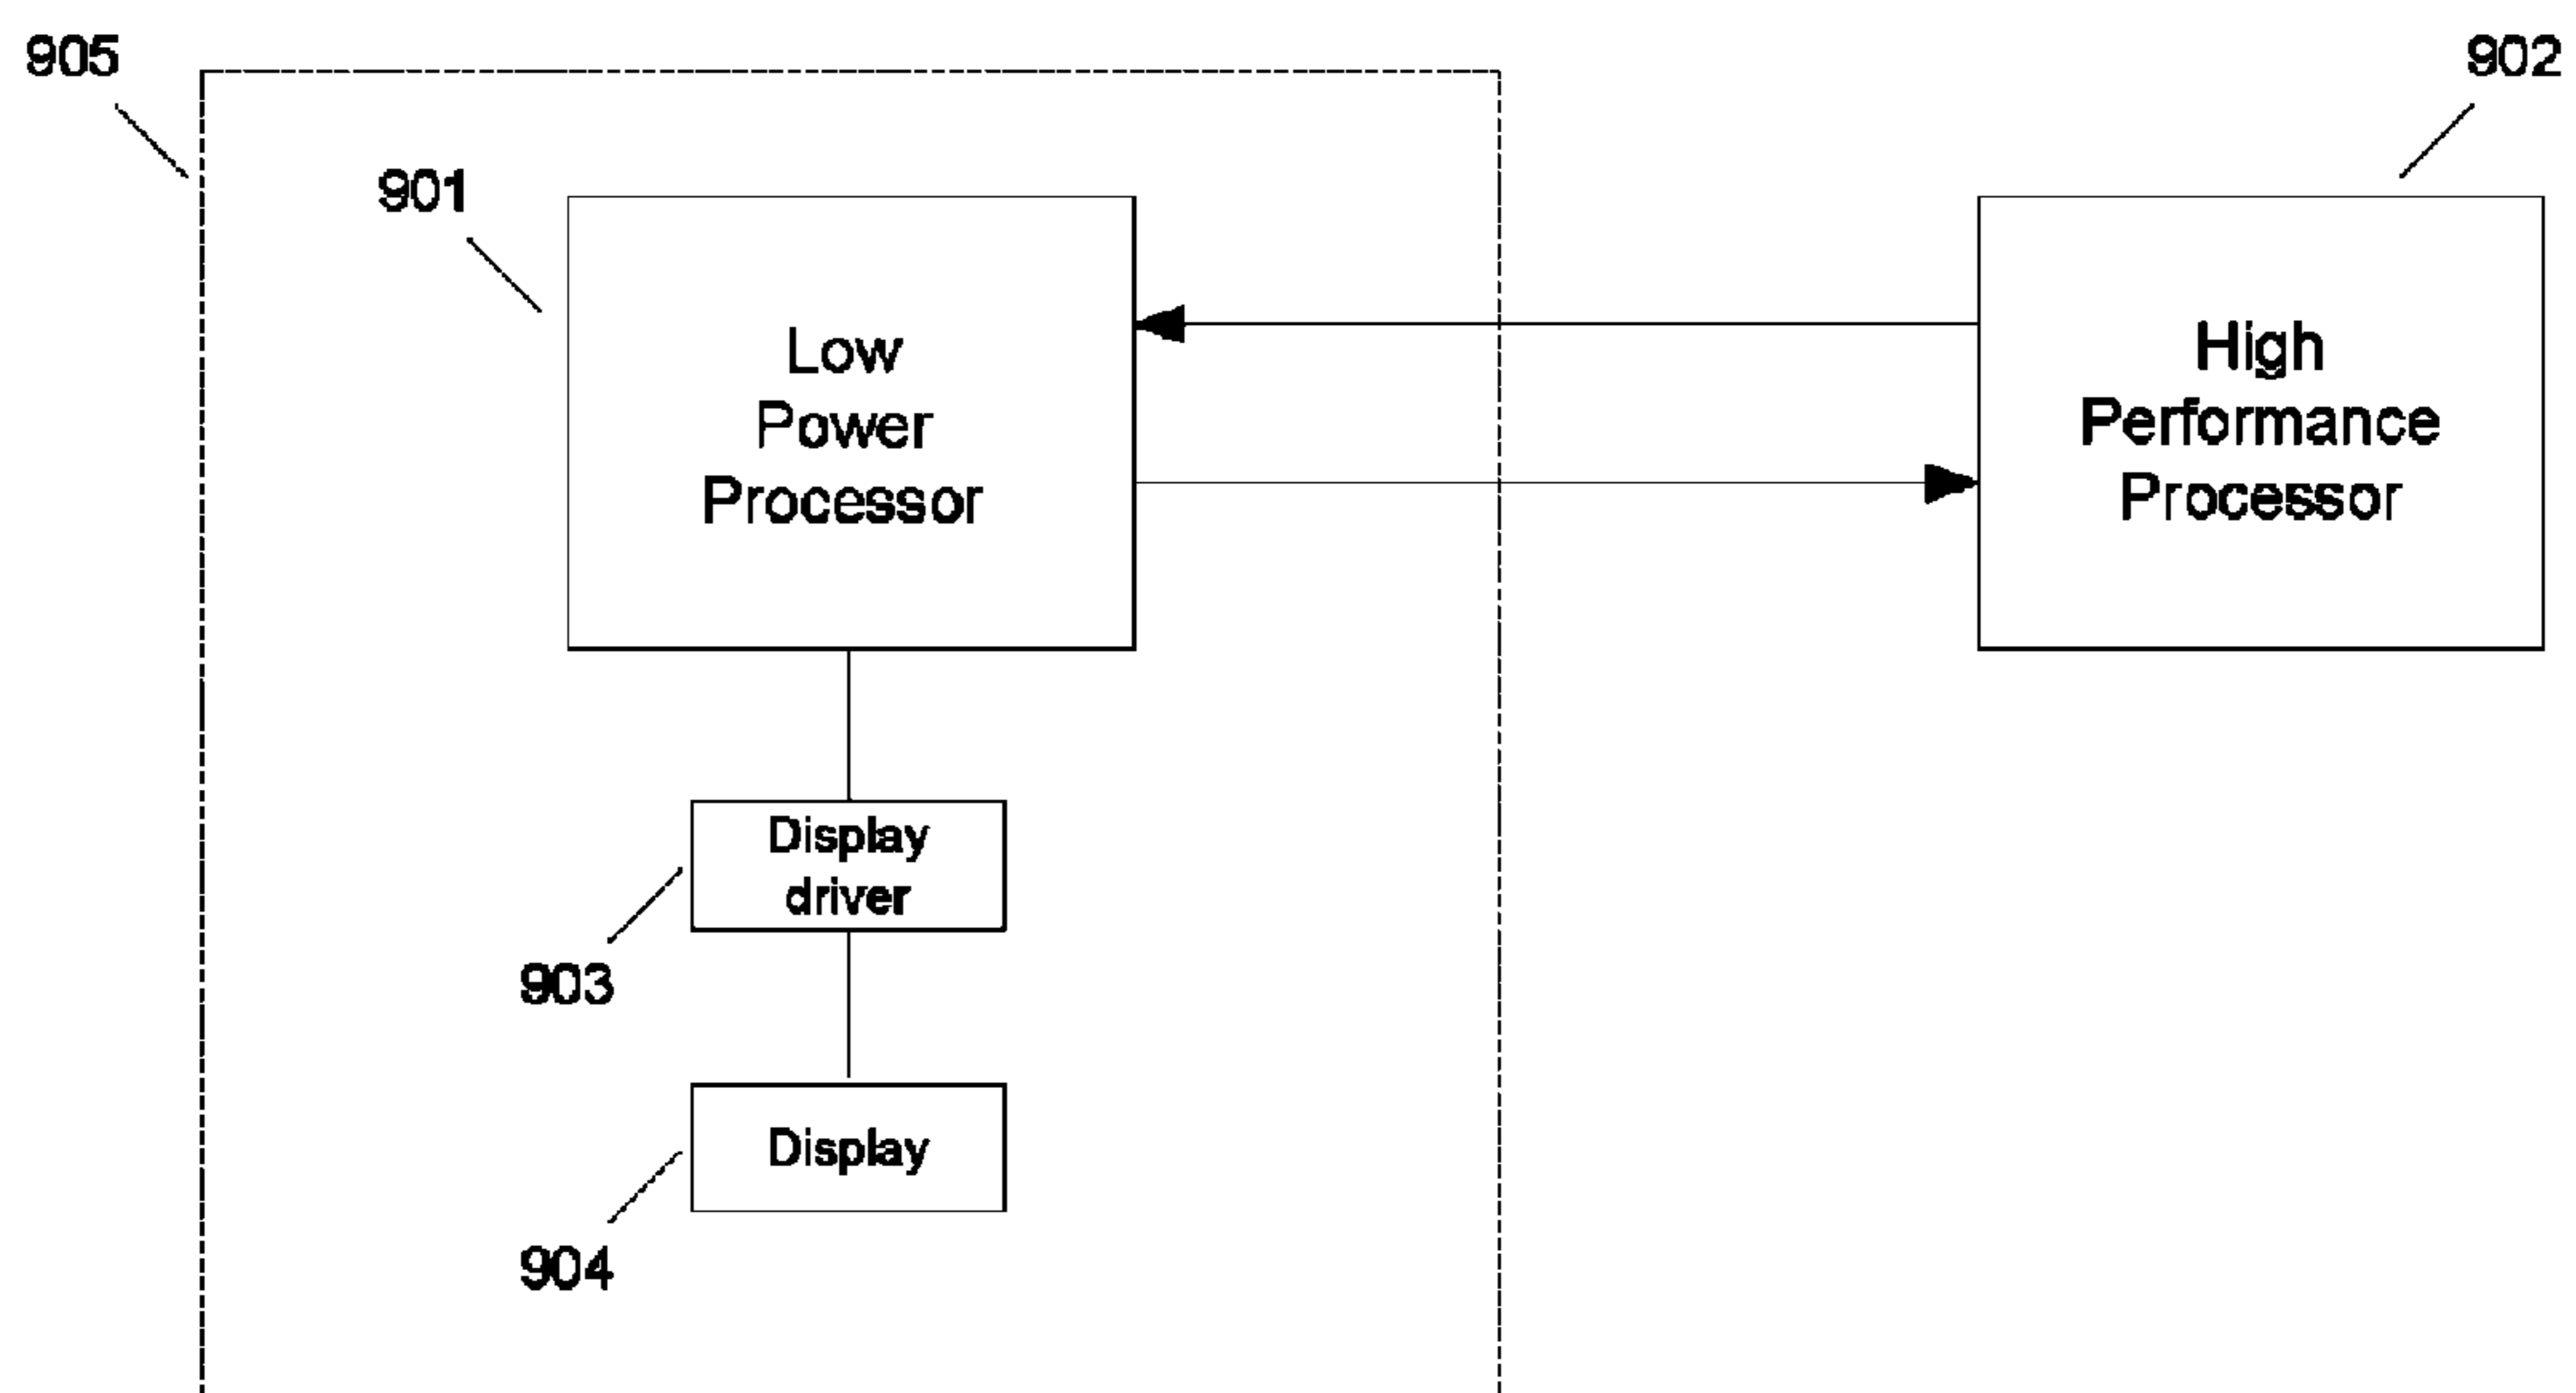 905
902
901
Low
Power
Processor
High
Performance
Processor
Display
driver
903
Display
904